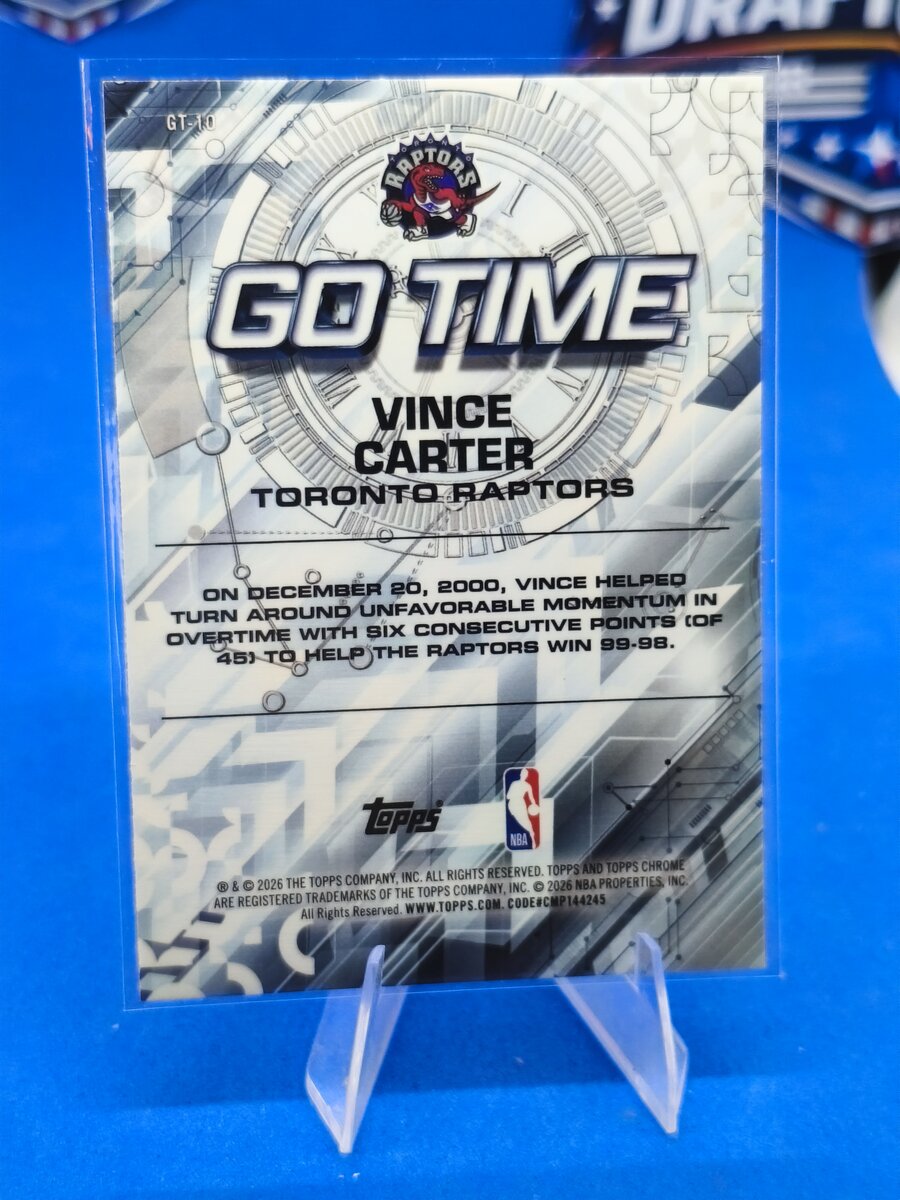 DRAFT
GT-10
TORONTO
RAPTORS
GO TIME
VINCE
CARTER
TORONTO RAPTORS
ON DECEMBER 20, 2000, VINCE HELPED
TURN AROUND UNFAVORABLE MOMENTUM IN
OVERTIME WITH SIX CONSECUTIVE POINTS (OF
45) TO HELP THE RAPTORS WIN 99-98.
topps®
NBA
® & © 2026 THE TOPPS COMPANY, INC. ALL RIGHTS RESERVED. TOPPS AND TOPPS CHROME
ARE REGISTERED TRADEMARKS OF THE TOPPS COMPANY, INC. © 2026 NBA PROPERTIES, INC.
All Rights Reserved. WWW.TOPPS.COM. CODE#CMP144245